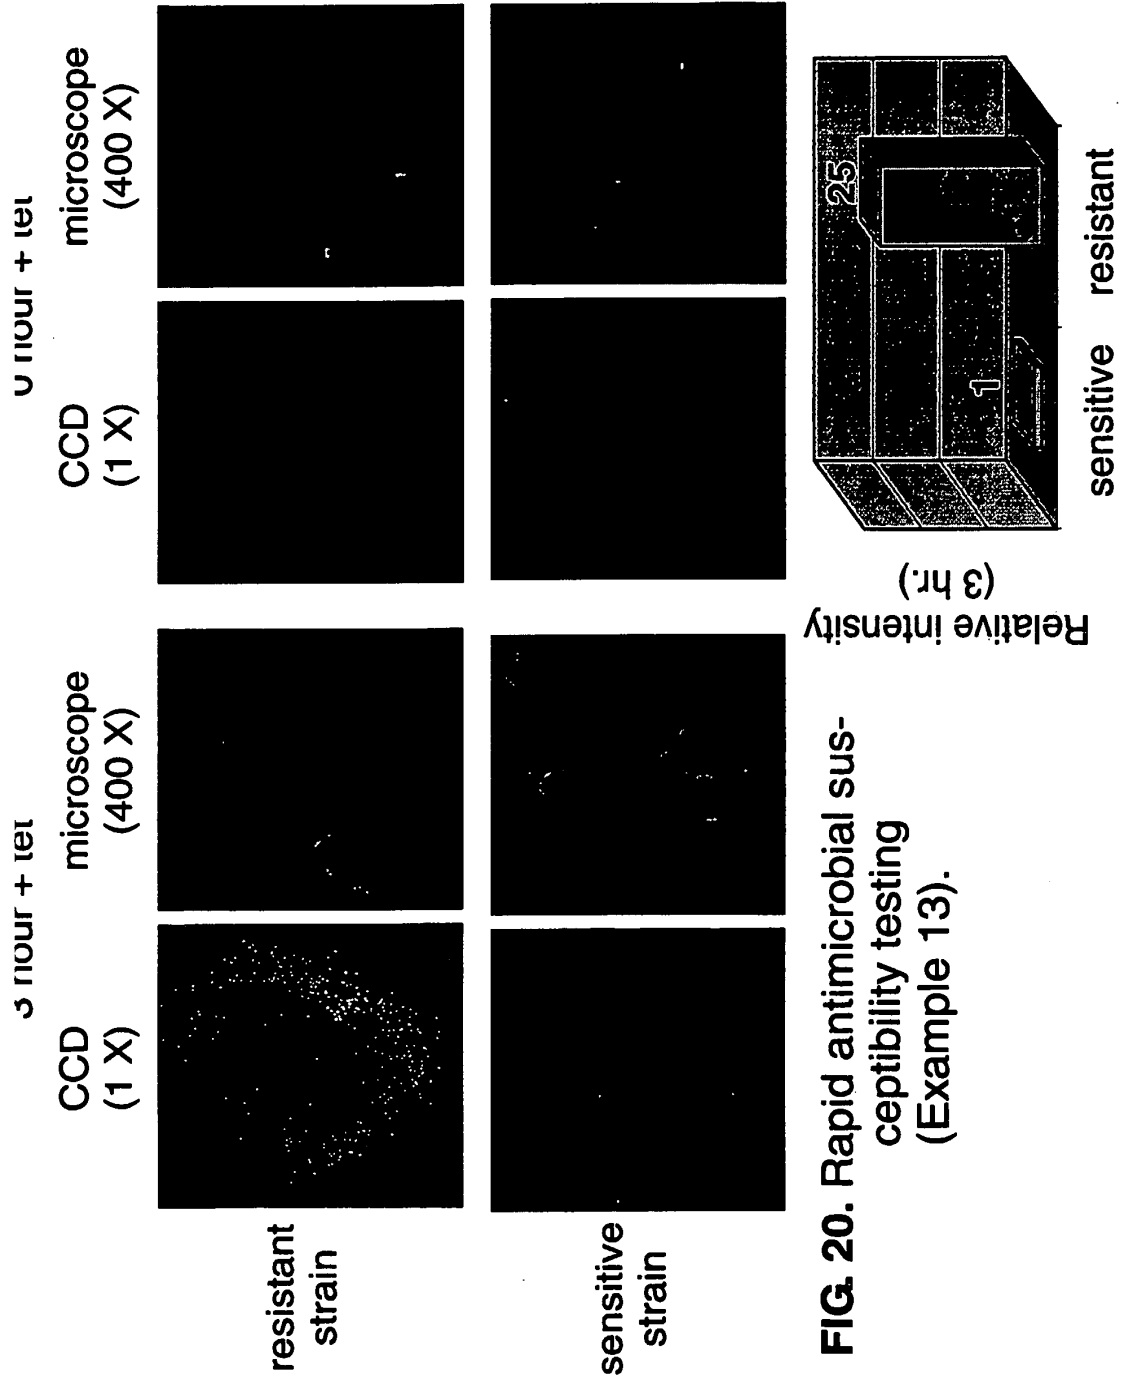 3 hour + tet
0 hour + tet
CCD
(1 X)
microscope
(400 X)
CCD
(1 X)
microscope
(400 X)
resistant
strain
sensitive
strain
FIG. 20. Rapid antimicrobial sus-
ceptibility testing
(Example 13).
Relative intensity
(3 hr.)
1
25
sensitive
resistant